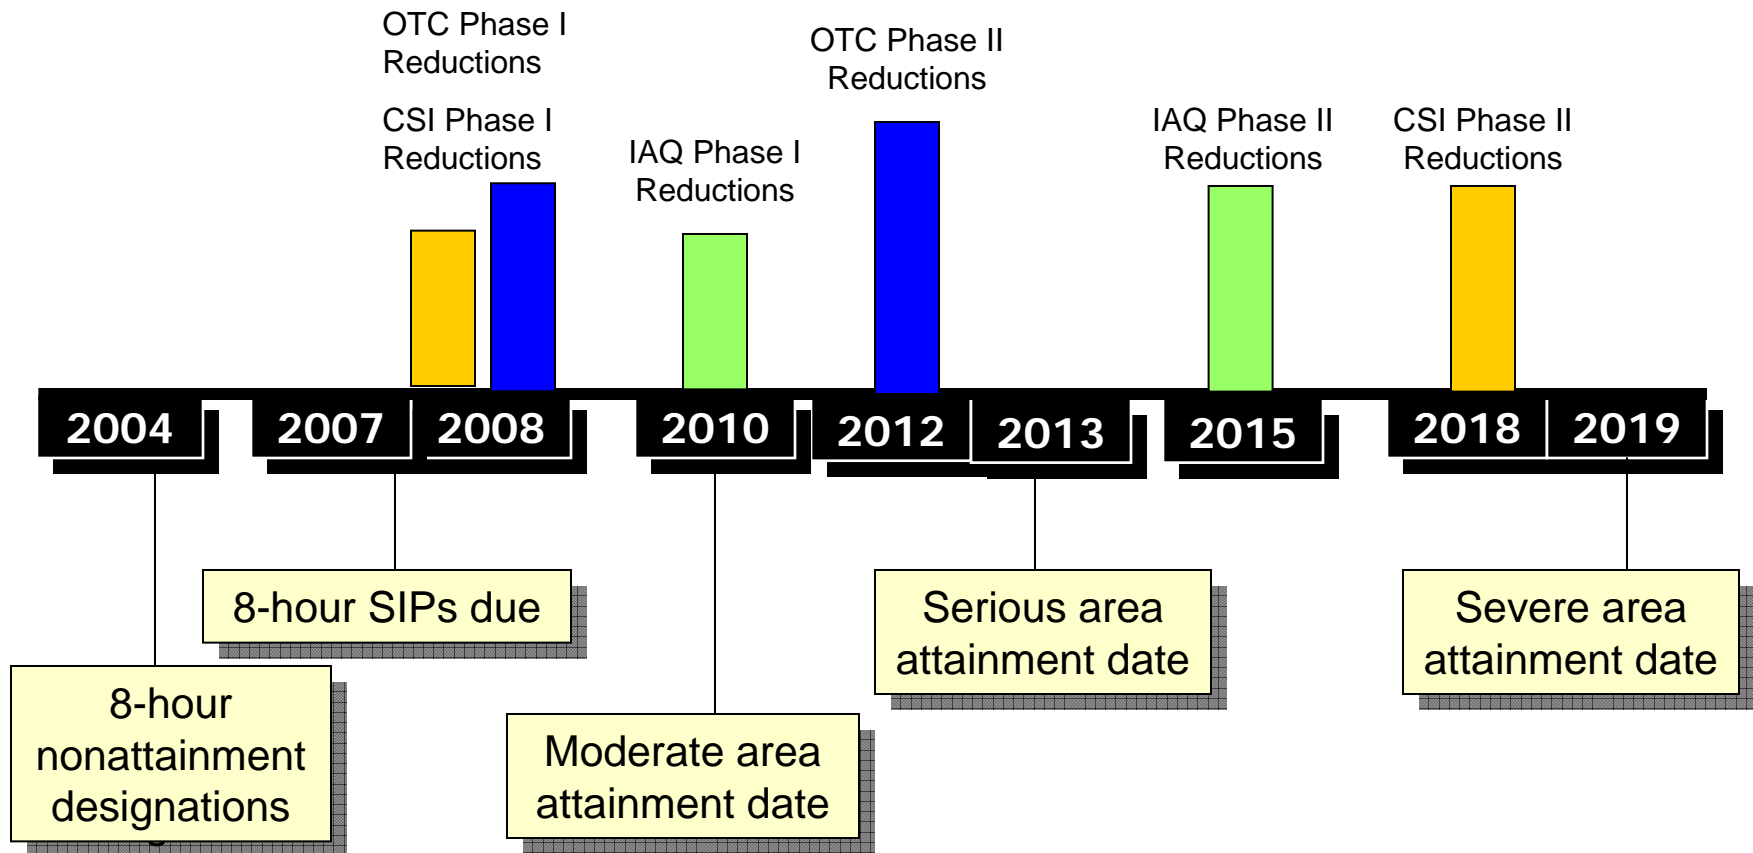 OTC Phase I
Reductions
CSI Phase I
Reductions
IAQ Phase I
Reductions
OTC Phase II
Reductions
IAQ Phase II
Reductions
CSI Phase II
Reductions
2004
2007
2008
2010
2012
2013
2015
2018
2019
8-hour SIPs due
8-hour
nonattainment
designations
Moderate area
attainment date
Serious area
attainment date
Severe area
attainment date